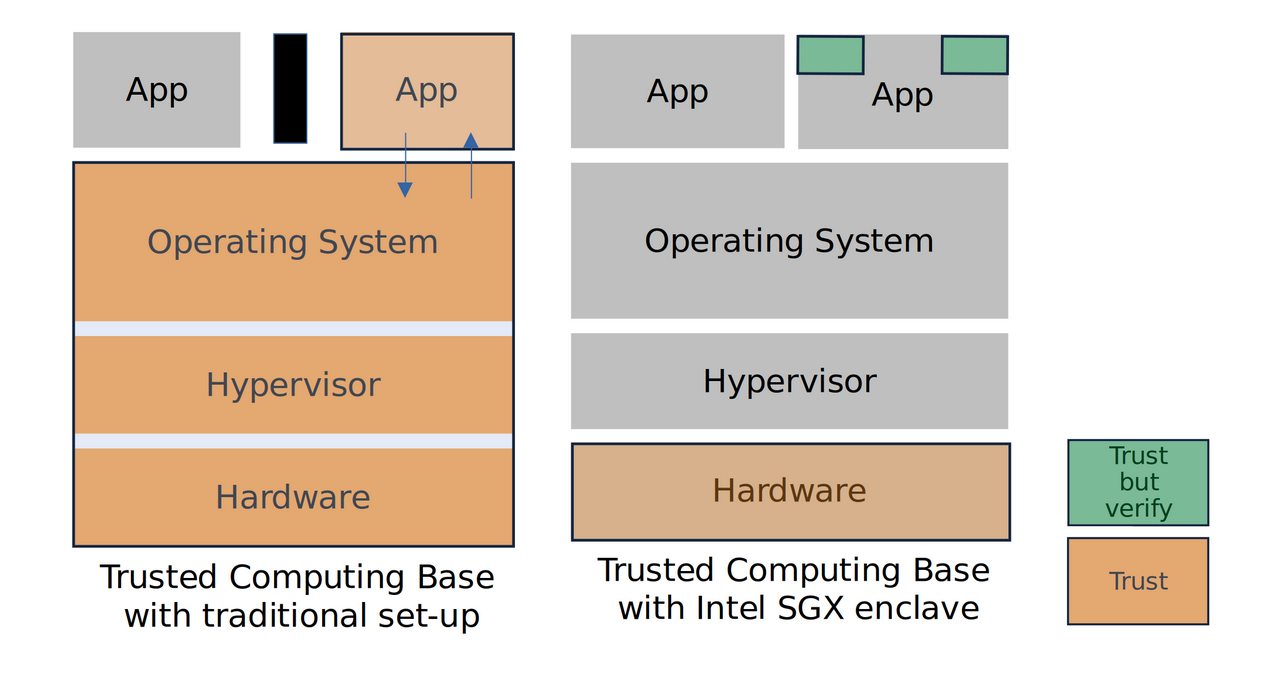 App
App
Operating System
Hypervisor
Hardware
Trusted Computing Base
with traditional set-up
App
App
Operating System
Hypervisor
Hardware
Trusted Computing Base
with Intel SGX enclave
Trust
but
verify
Trust